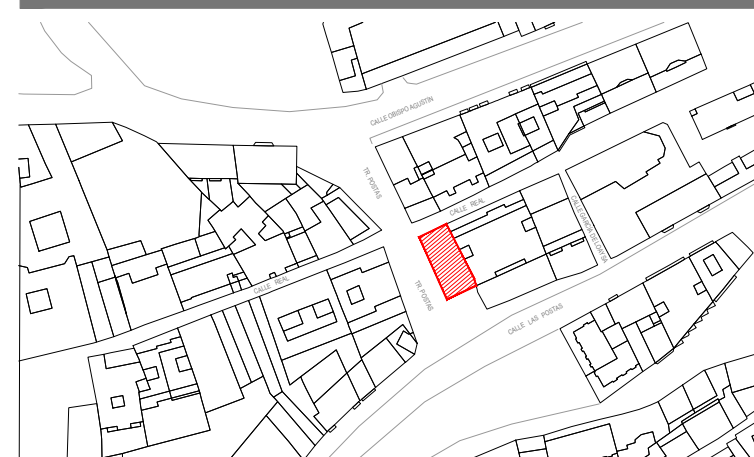 CALLE OBISPO AGUSTIN
TR. POSTAS
CALLE REAL
CALLE REAL
TR. POSTAS
CALLE LAS POSTAS